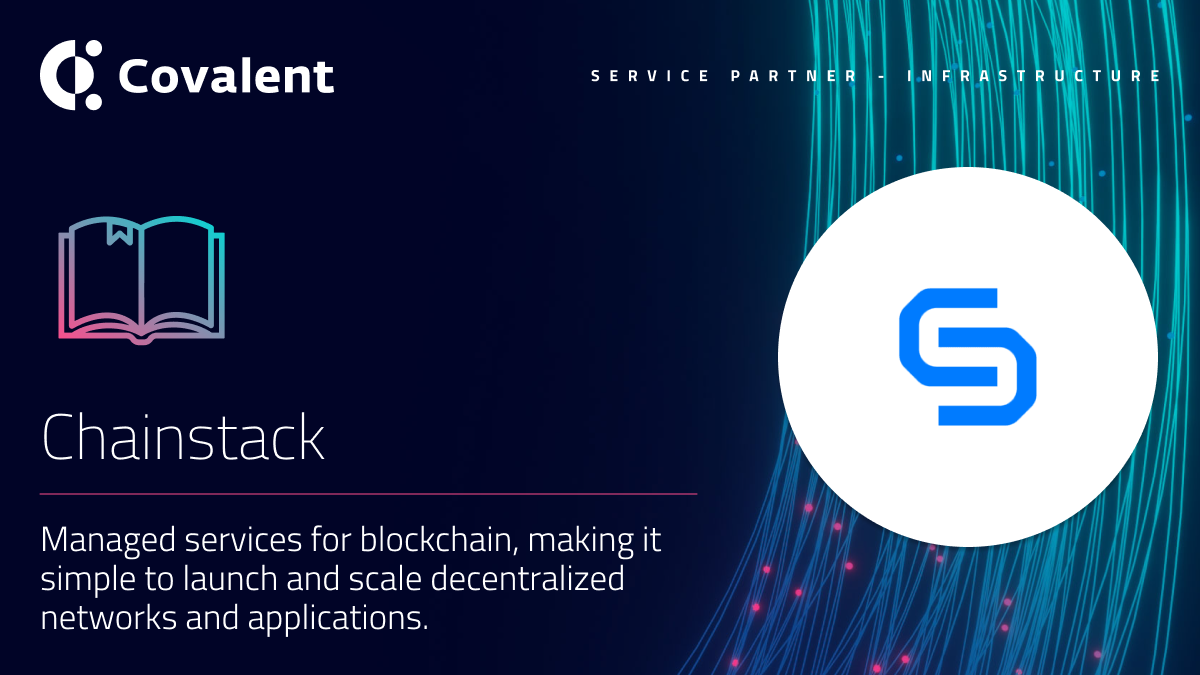 Covalent
SERVICE PARTNER - INFRASTRUCTURE
Chainstack
Managed services for blockchain, making it
simple to launch and scale decentralized
networks and applications.